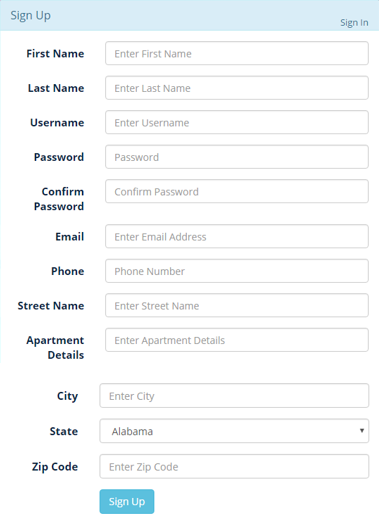 Sign Up
Sign In
First Name Enter First Name
Last Name Enter Last Name
Username Enter Username
Password Password
Confirm Password Confirm Password
Email Enter Email Address
Phone Phone Number
Street Name Enter Street Name
Apartment Details Enter Apartment Details
City Enter City
State Alabama
Zip Code Enter Zip Code
Sign Up